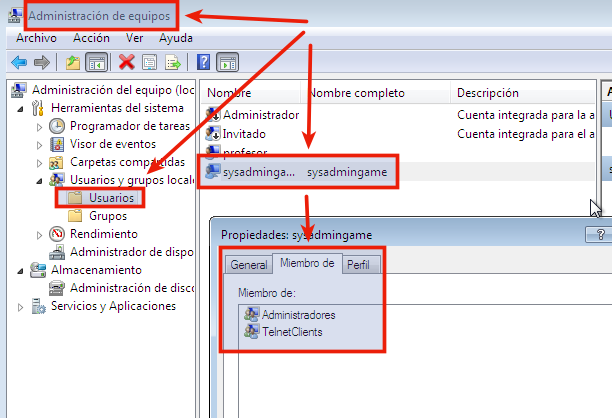 Administración de equipos
Archivo Acción Ver Ayuda
Administración del equipo (loc
Herramientas del sistema
Programador de tareas
Visor de eventos
Carpetas compartidas
Usuarios y grupos locale
Usuarios
Grupos
Rendimiento
Administrador de dispo
Almacenamiento
Administración de disco
Servicios y Aplicaciones
Nombre Nombre completo Descripción
Administrador Cuenta integrada para la a
Invitado Cuenta integrada para el a
profesor
sysadminga... sysadmingame
Propiedades: sysadmingame
General Miembro de Perfil
Miembro de:
Administradores
TelnetClients